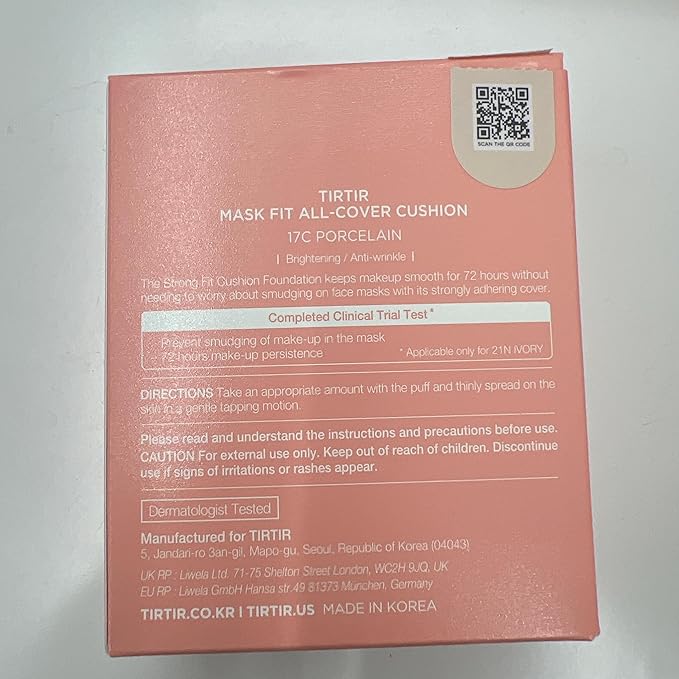 SCAN THE QR CODE
TIRTIR
MASK FIT ALL-COVER CUSHION
17C PORCELAIN
| Brightening / Anti-wrinkle |
The Strong Fit Cushion Foundation keeps makeup smooth for 72 hours without
needing to worry about smudging on face masks with its strongly adhering cover.
Completed Clinical Trial Test*
- Prevent smudging of make-up in the mask
- 72 hours make-up persistence
* Applicable only for 21N IVORY
DIRECTIONS Take an appropriate amount with the puff and thinly spread on the
skin in a gentle tapping motion.
Please read and understand the instructions and precautions before use.
CAUTION For external use only. Keep out of reach of children. Discontinue
use if signs of irritations or rashes appear.
Dermatologist Tested
Manufactured for TIRTIR
5, Jandari-ro 3an-gil, Mapo-gu, Seoul, Republic of Korea (04043)
UK RP : Liwela Ltd. 71-75 Shelton Street London, WC2H 9JQ, UK
EU RP : Liwela GmbH Hansa str.49 81373 München, Germany
TIRTIR.CO.KR | TIRTIR.US MADE IN KOREA